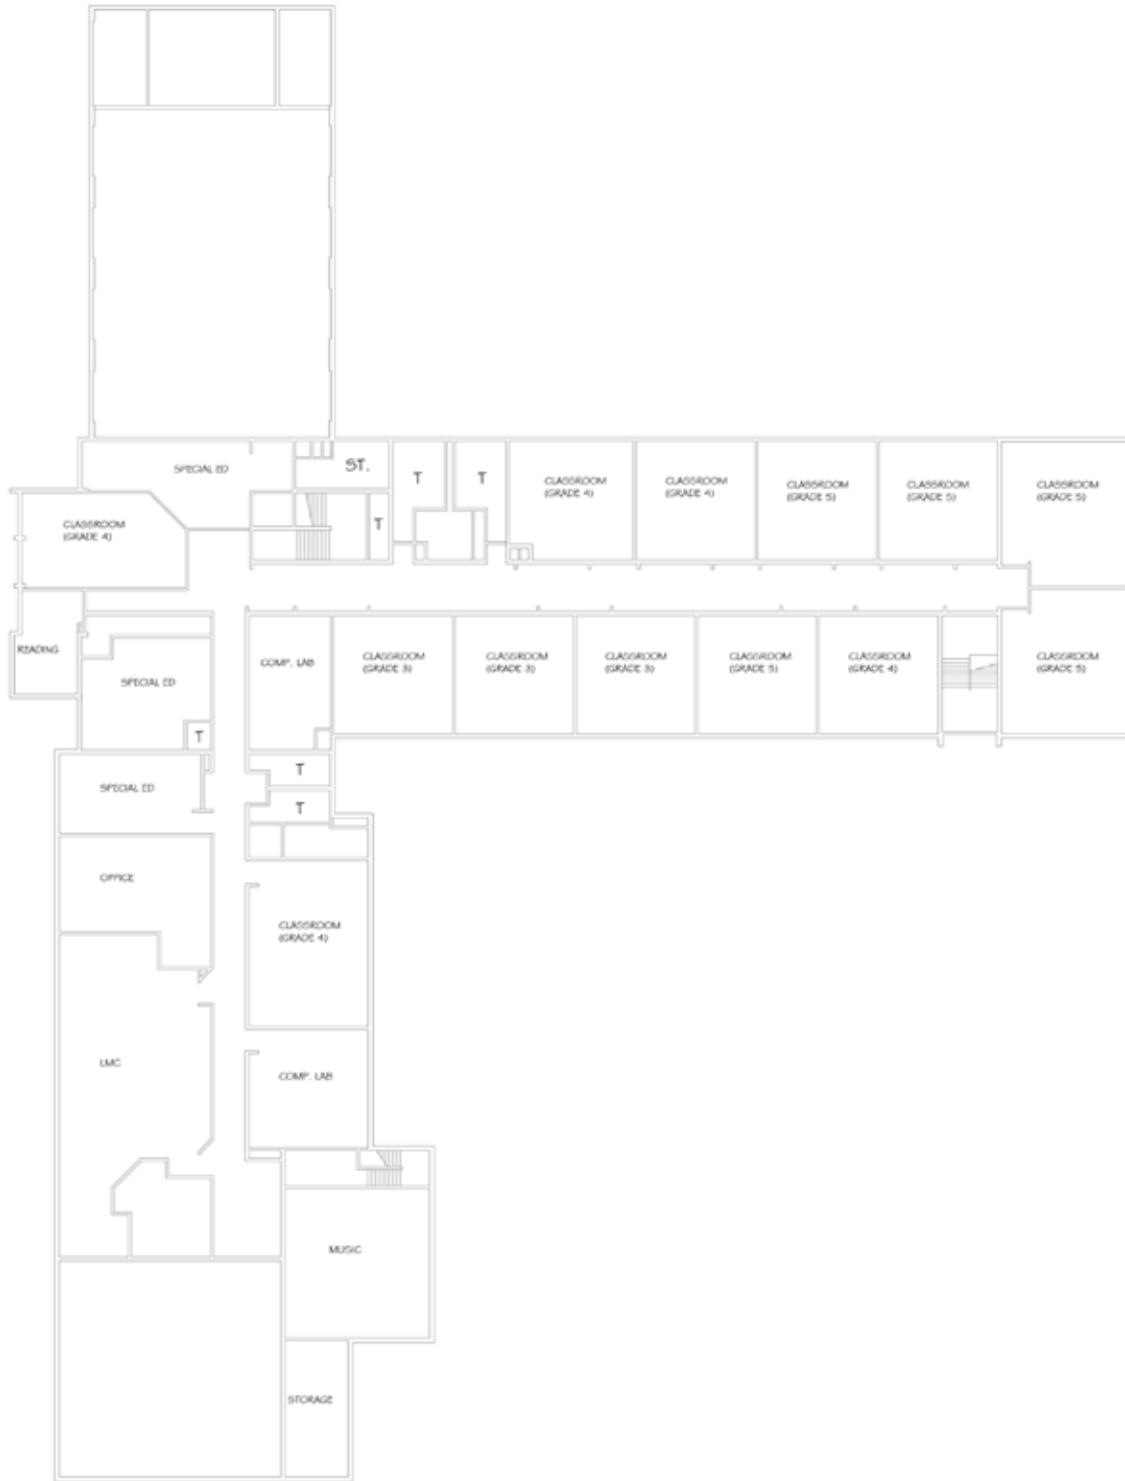 SPECIAL ED
ST.
T
T
T
CLASSROOM
(GRADE 4)
CLASSROOM
(GRADE 4)
CLASSROOM
(GRADE 5)
CLASSROOM
(GRADE 5)
CLASSROOM
(GRADE 5)
CLASSROOM
(GRADE 4)
READING
SPECIAL ED
T
COMP. LAB
CLASSROOM
(GRADE 3)
CLASSROOM
(GRADE 3)
CLASSROOM
(GRADE 3)
CLASSROOM
(GRADE 5)
CLASSROOM
(GRADE 4)
CLASSROOM
(GRADE 5)
SPECIAL ED
T
T
OFFICE
CLASSROOM
(GRADE 4)
LMC
COMP. LAB
MUSIC
STORAGE